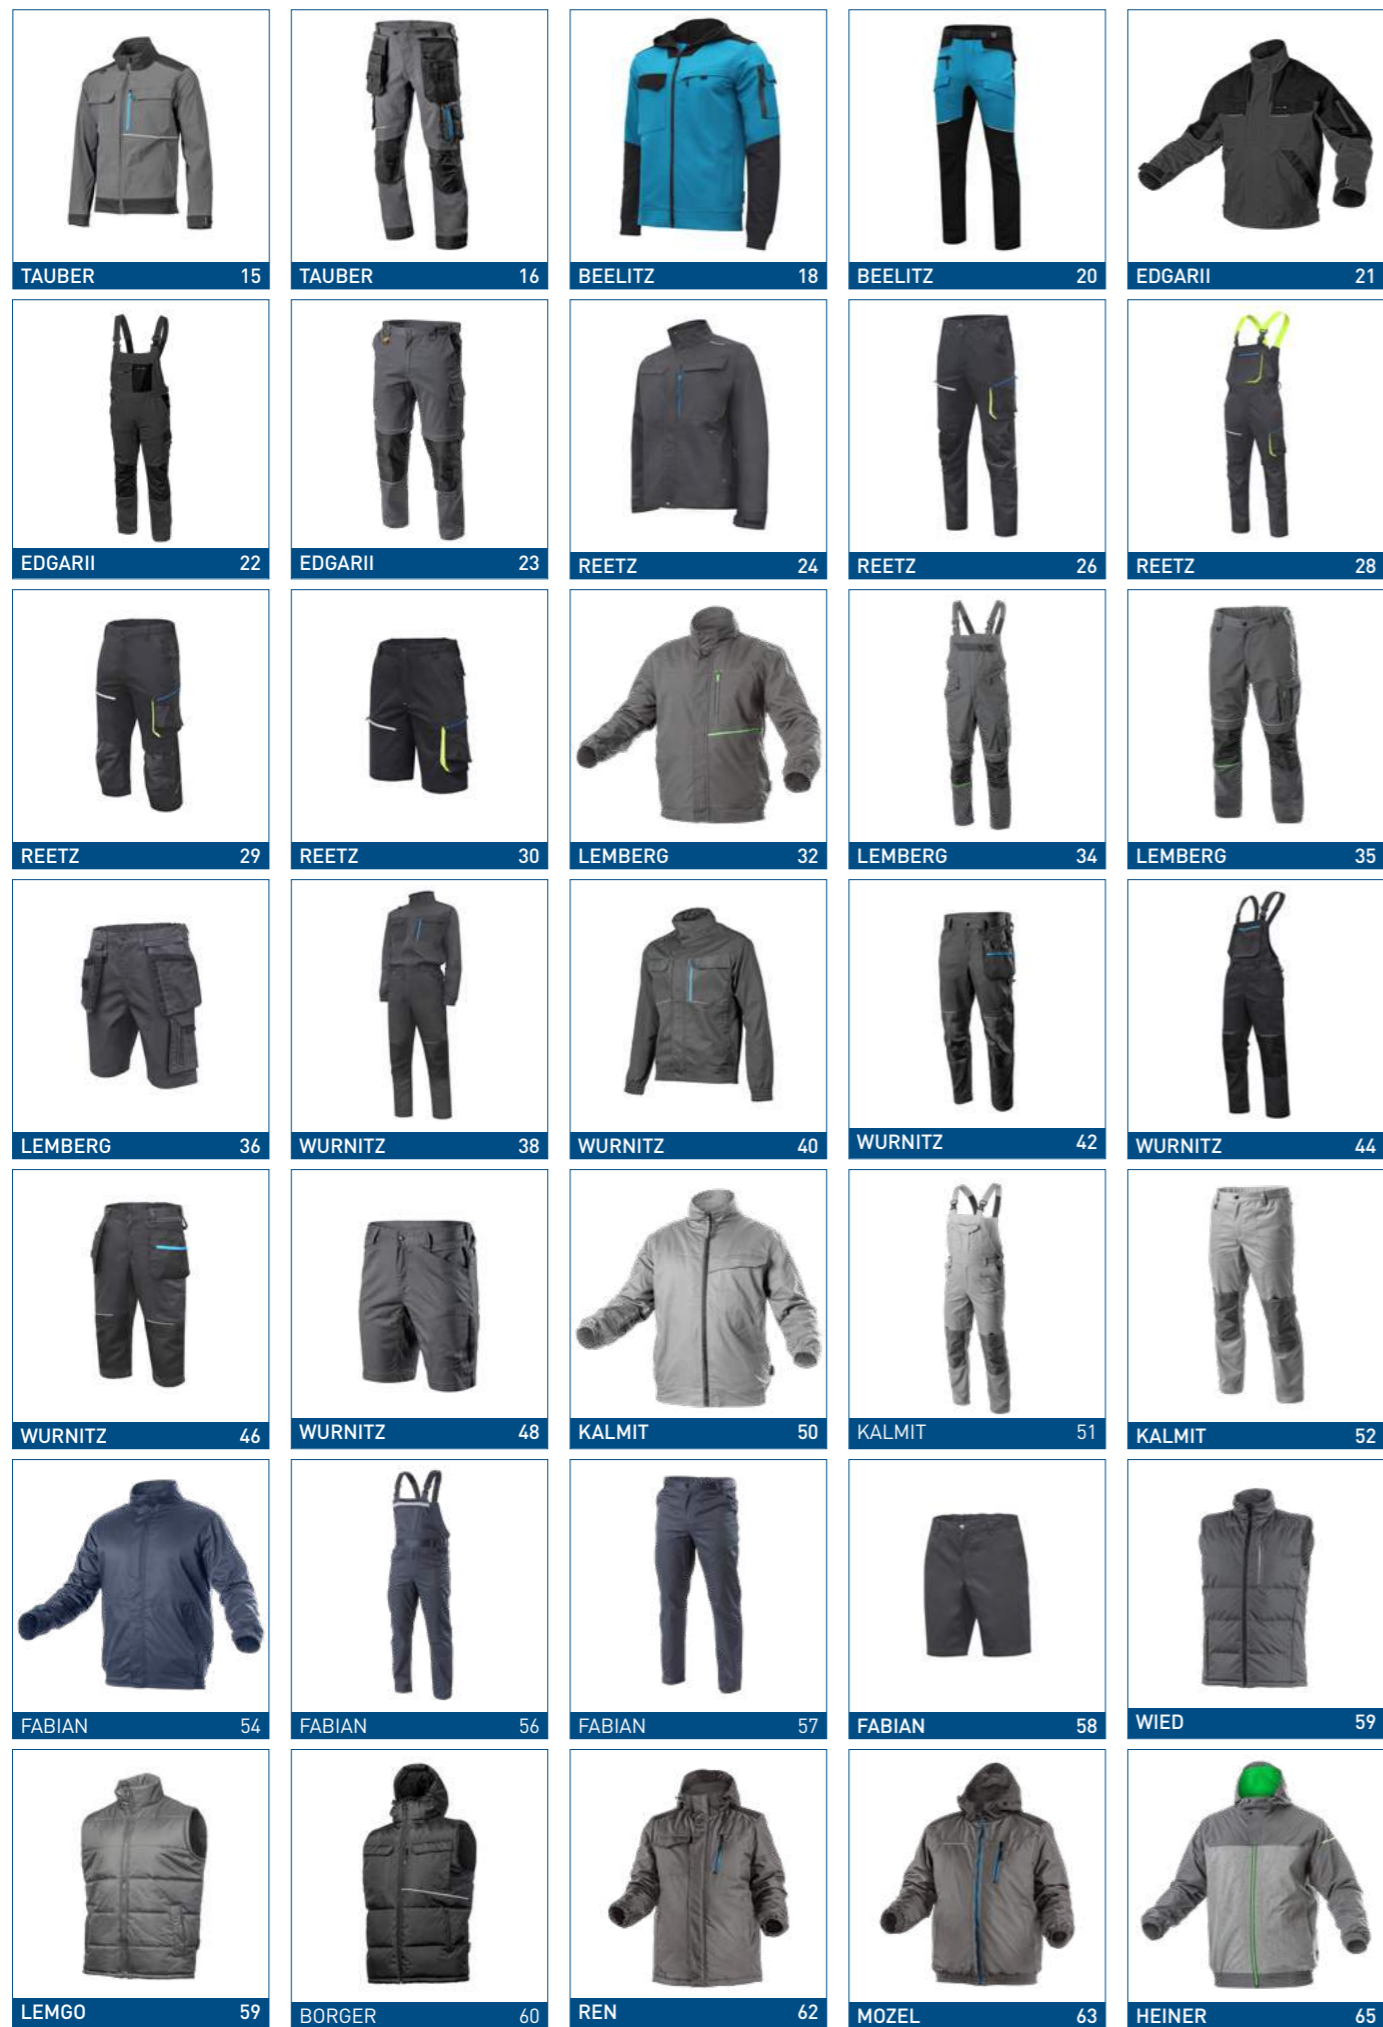 TAUBER 15
TAUBER 16
BEELITZ 18
BEELITZ 20
EDGARII 21
EDGARII 22
EDGARII 23
REETZ 24
REETZ 26
REETZ 28
REETZ 29
REETZ 30
LEMBERG 32
LEMBERG 34
LEMBERG 35
LEMBERG 36
WURNITZ 38
WURNITZ 40
WURNITZ 42
WURNITZ 44
WURNITZ 46
WURNITZ 48
KALMIT 50
KALMIT 51
KALMIT 52
FABIAN 54
FABIAN 56
FABIAN 57
FABIAN 58
WIED 59
LEMGO 59
BORGER 60
REN 62
MOZEL 63
HEINER 65